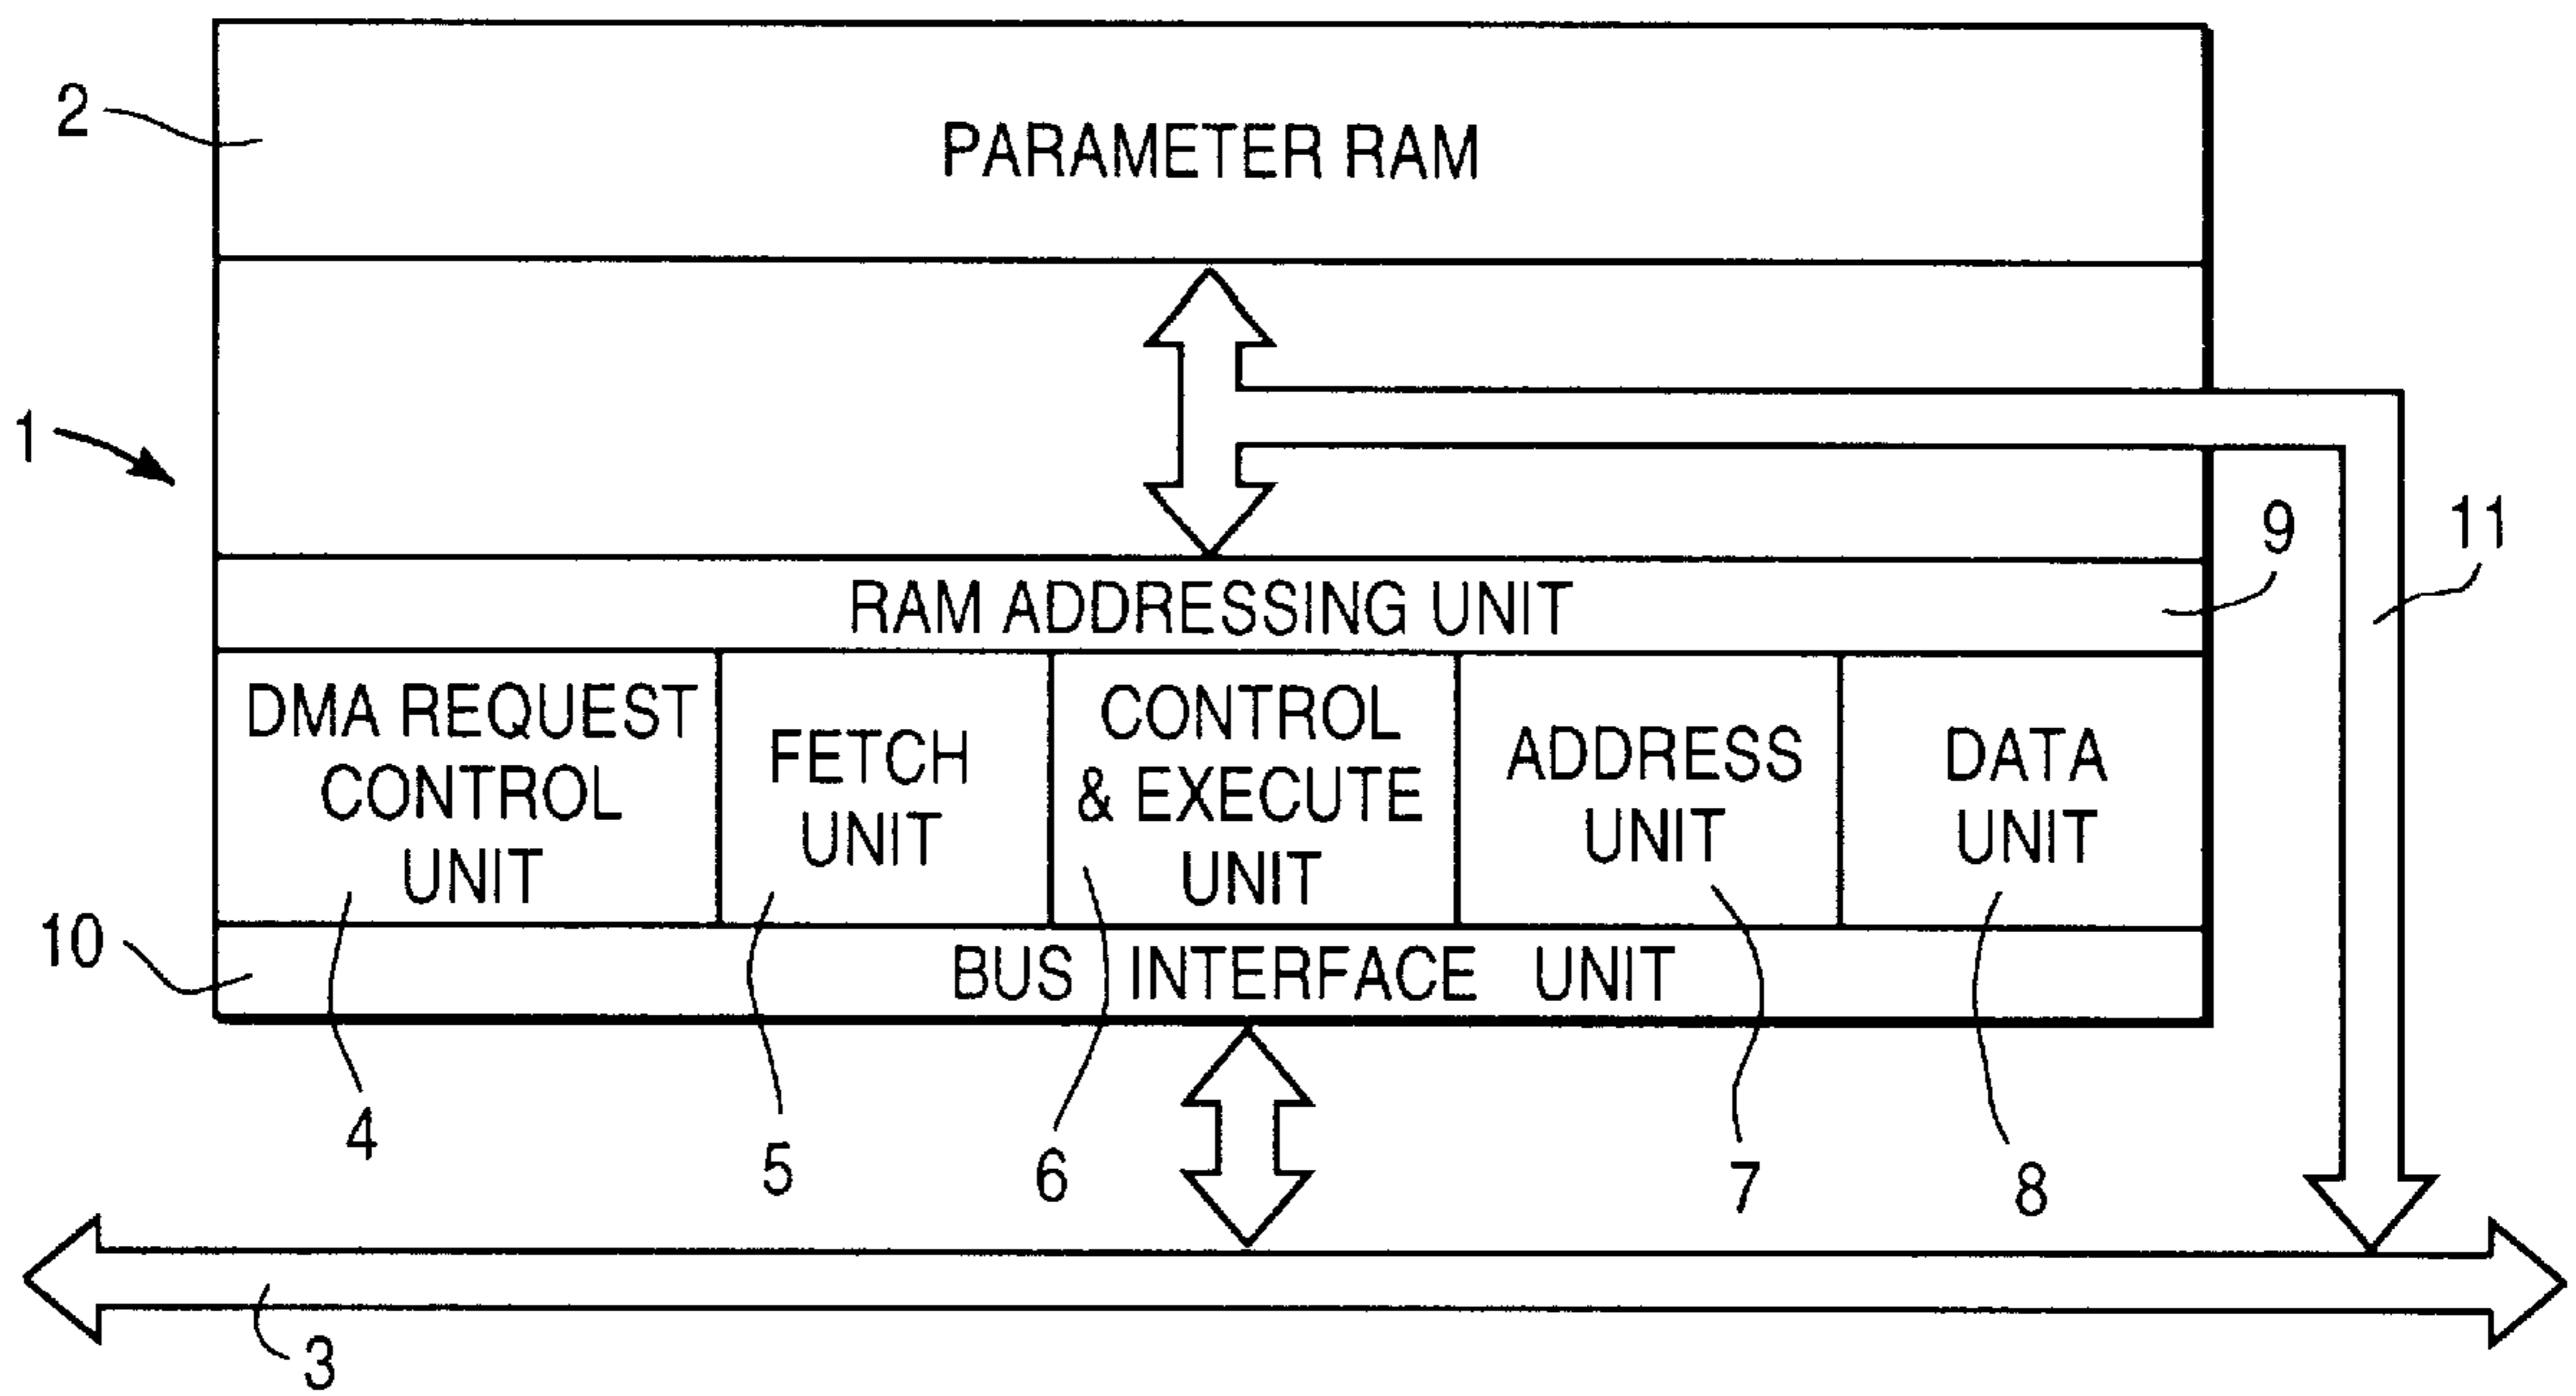 2
PARAMETER RAM
1
9
11
RAM ADDRESSING UNIT
DMA REQUEST
CONTROL
UNIT
FETCH
UNIT
CONTROL
& EXECUTE
UNIT
ADDRESS
UNIT
DATA
UNIT
10
BUS INTERFACE UNIT
4
5
6
7
8
3